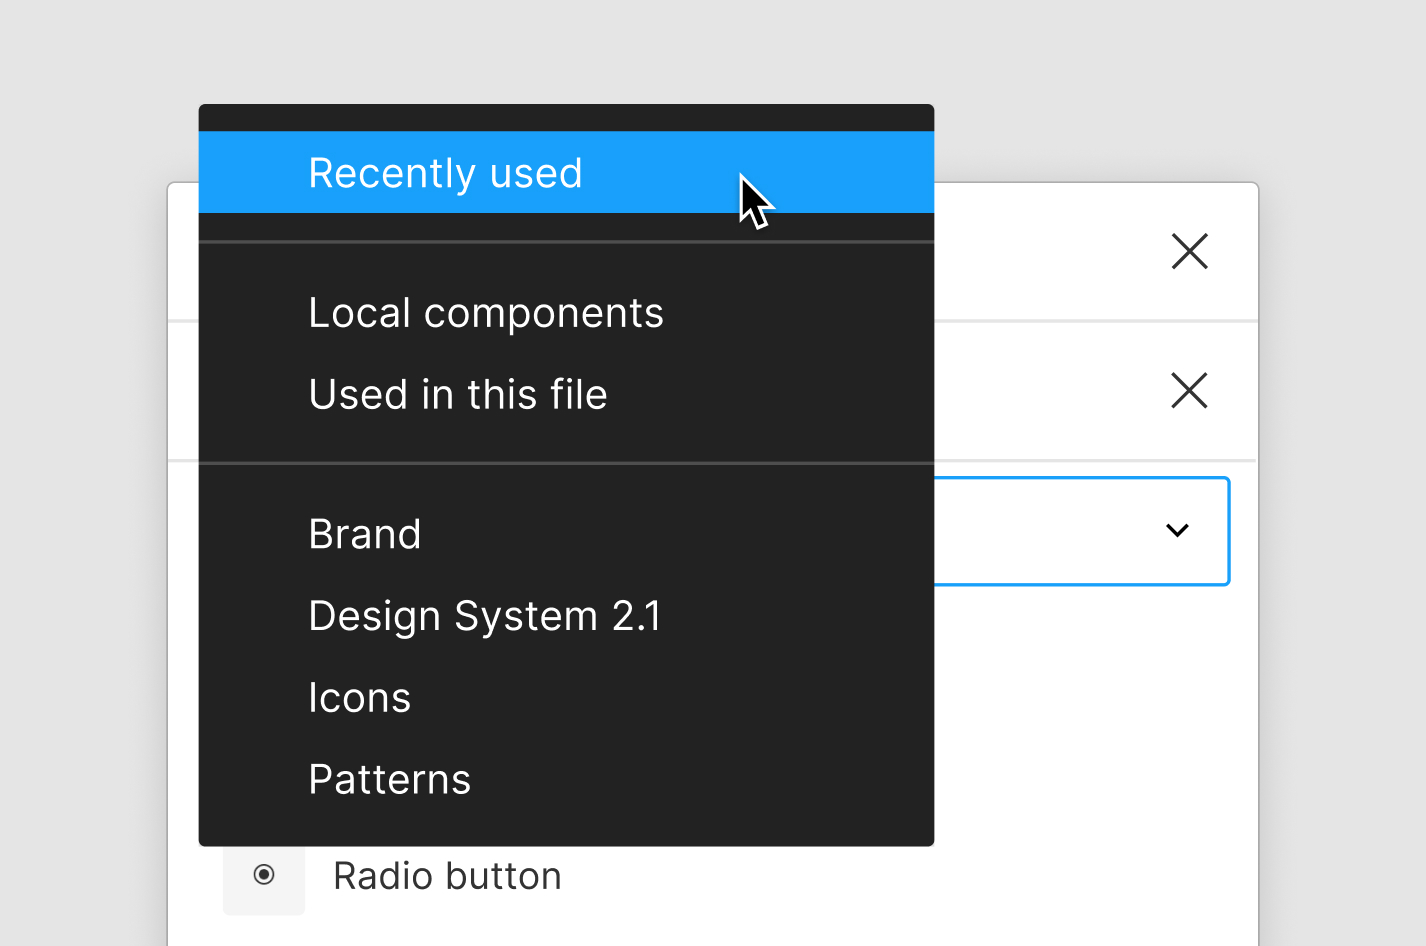 Recently used
Local components
Used in this file
Brand
Design System 2.1
Icons
Patterns
Radio button